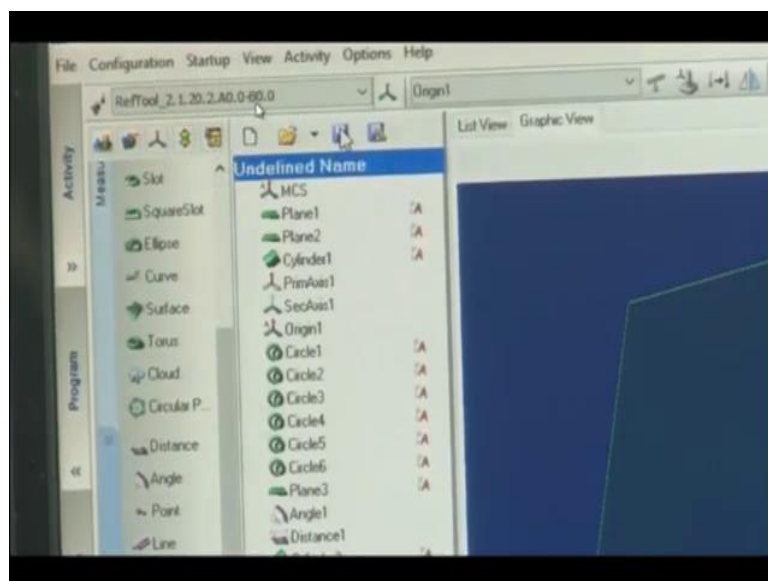 File Configuration Startup View Activity Options Help
RefTool_2.1.20.2.A0.0-60.0
Origin1
List View Graphic View
Activity
Program
Measu
Slot
SquareSlot
Ellipse
Curve
Surface
Torus
Cloud
Circular P...
Distance
Angle
Point
Line
Undefined Name
MCS
Plane1 A
Plane2 A
Cylinder1 A
PrimAxis1
SecAxis1
Origin1
Circle1 A
Circle2 A
Circle3 A
Circle4 A
Circle5 A
Circle6 A
Plane3 A
Angle1
Distance1